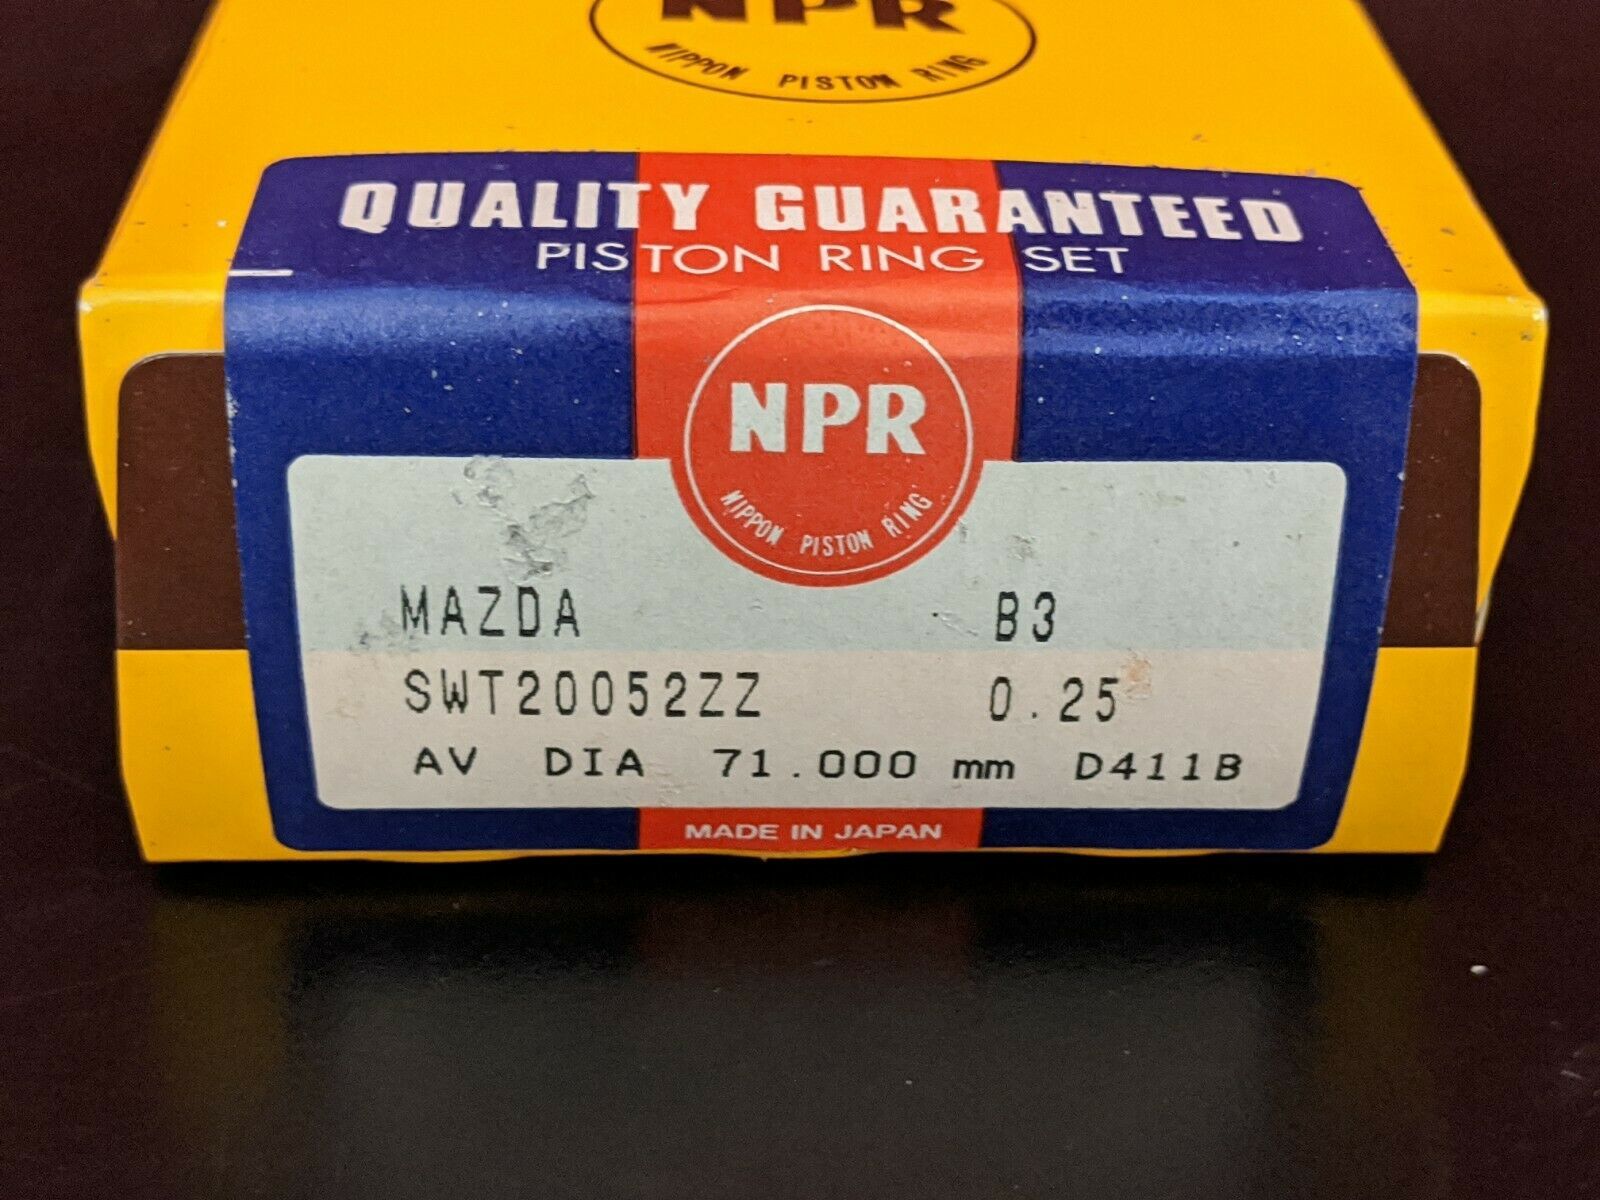 NPR
NIPPON PISTON RING
QUALITY GUARANTEED
PISTON RING SET
NPR
NIPPON PISTON RING
MAZDA B3
SWT20052ZZ 0.25
AV DIA 71.000 mm D411B
MADE IN JAPAN